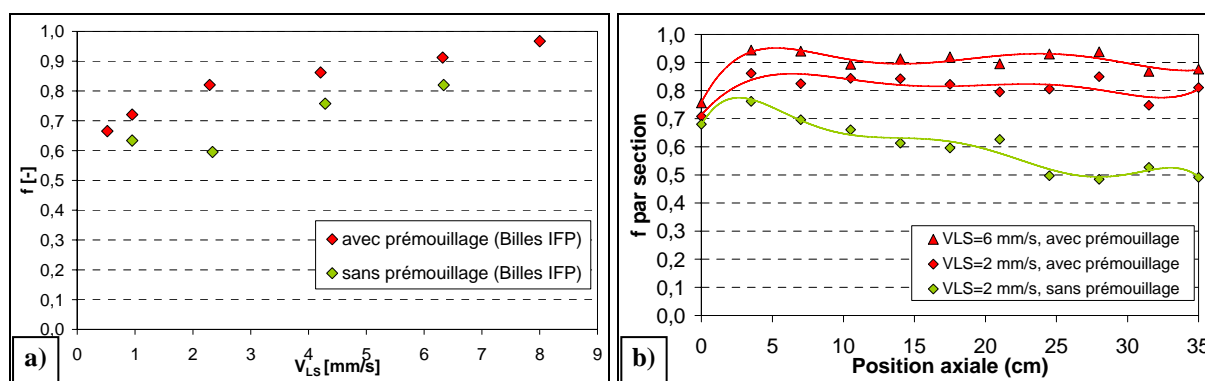 1,0
0,9
0,8
0,7
0,6
0,5
0,4
0,3
0,2
0,1
0,0
f [-]
avec prémouillage (Billes IFP)
sans prémouillage (Billes IFP)
0 1 2 3 4 5 6 7 8 9
VLS [mm/s]
a)
1,0
0,9
0,8
0,7
0,6
0,5
0,4
0,3
0,2
0,1
0,0
f par section
VLS=6 mm/s, avec prémouillage
VLS=2 mm/s, avec prémouillage
VLS=2 mm/s, sans prémouillage
0 5 10 15 20 25 30 35
Position axiale (cm)
b)